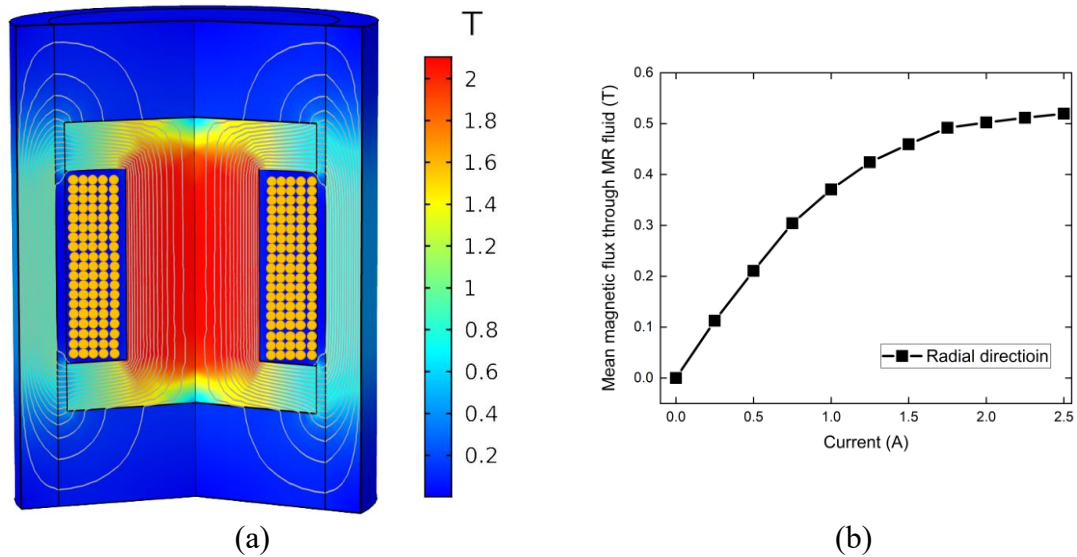 T
2
1.8
1.6
1.4
1.2
1
0.8
0.6
0.4
0.2
(a)
Mean magnetic flux through MR fluid (T)
0.6
0.5
0.4
0.3
0.2
0.1
0.0
Radial directioin
0.0 0.5 1.0 1.5 2.0 2.5
Current (A)
(b)